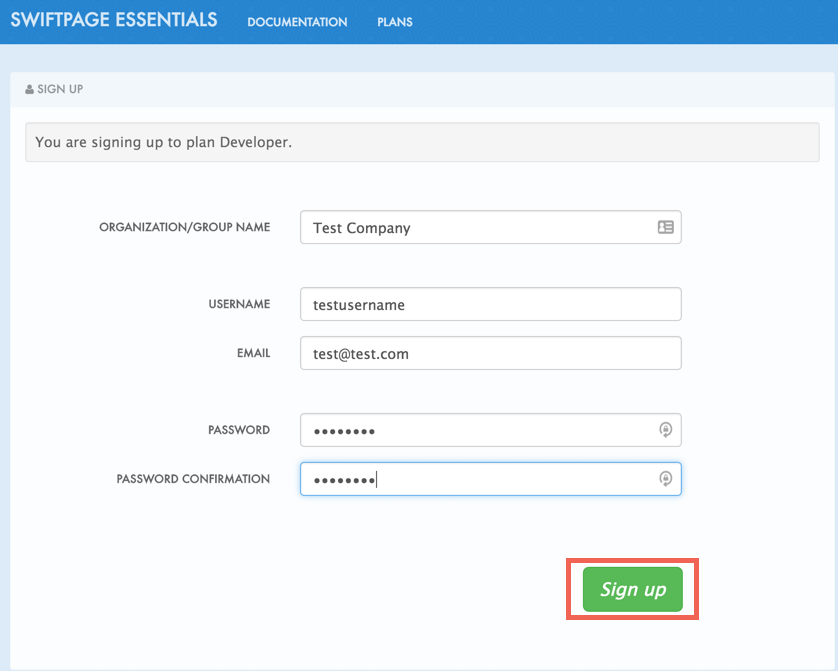 SWIFTPAGE ESSENTIALS DOCUMENTATION PLANS
SIGN UP
You are signing up to plan Developer.
ORGANIZATION/GROUP NAME Test Company
USERNAME testusername
EMAIL test@test.com
PASSWORD ••••••••
PASSWORD CONFIRMATION ••••••••
Sign up